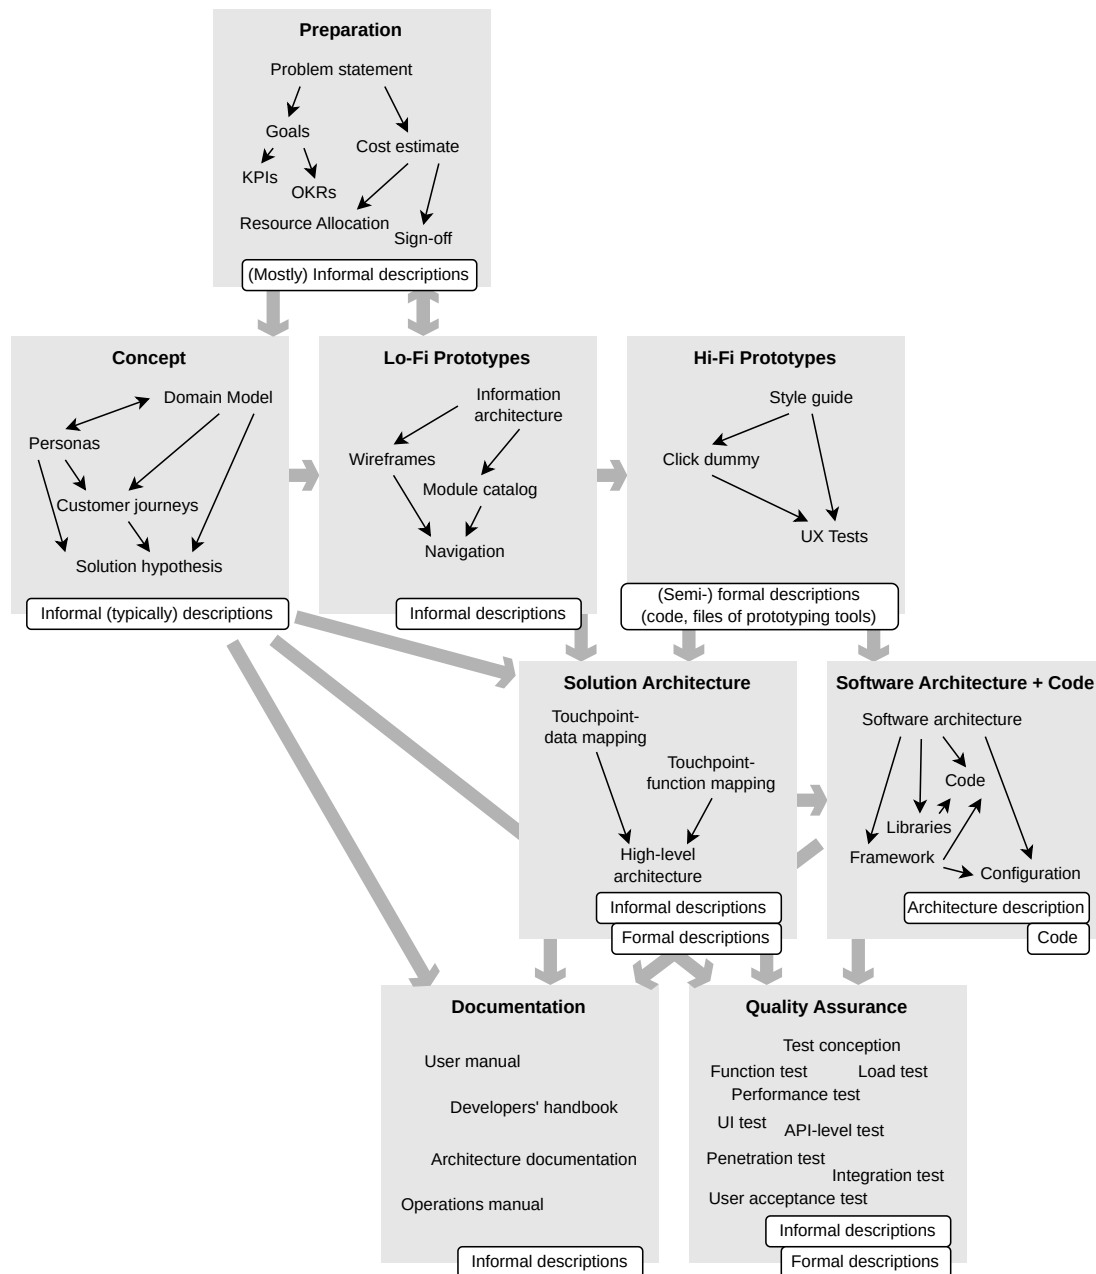 Preparation
Problem statement
Goals
Cost estimate
KPIs
OKRs
Resource Allocation
Sign-off
(Mostly) Informal descriptions
Concept
Domain Model
Personas
Customer journeys
Solution hypothesis
Informal (typically) descriptions
Lo-Fi Prototypes
Information
architecture
Wireframes
Module catalog
Navigation
Informal descriptions
Hi-Fi Prototypes
Style guide
Click dummy
UX Tests
(Semi-) formal descriptions
(code, files of prototyping tools)
Solution Architecture
Touchpoint-
data mapping
Touchpoint-
function mapping
High-level
architecture
Informal descriptions
Formal descriptions
Software Architecture + Code
Software architecture
Code
Libraries
Framework
Configuration
Architecture description
Code
Documentation
User manual
Developers' handbook
Architecture documentation
Operations manual
Informal descriptions
Quality Assurance
Test conception
Function test
Load test
Performance test
UI test
API-level test
Penetration test
Integration test
User acceptance test
Informal descriptions
Formal descriptions